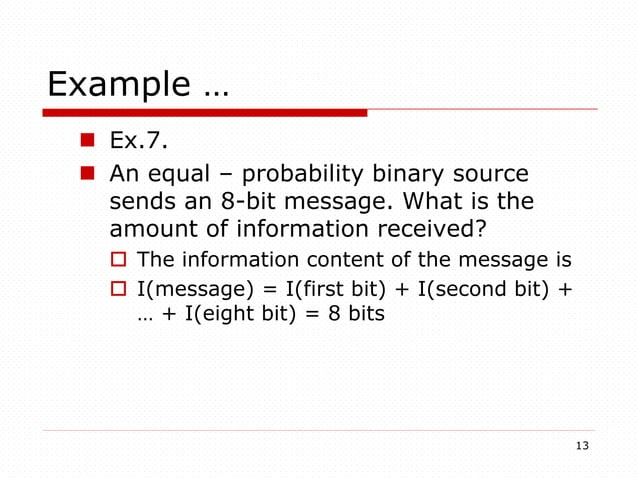 Example …
Ex.7.
An equal – probability binary source
sends an 8-bit message. What is the
amount of information received?
The information content of the message is
I(message) = I(first bit) + I(second bit) +
… + I(eight bit) = 8 bits
13